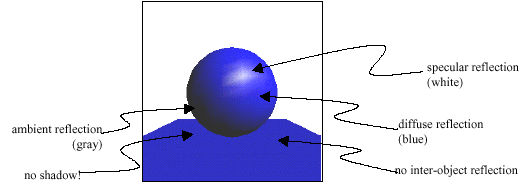 specular reflection
(white)
ambient reflection
(gray)
diffuse reflection
(blue)
no shadow!
no inter-object reflection